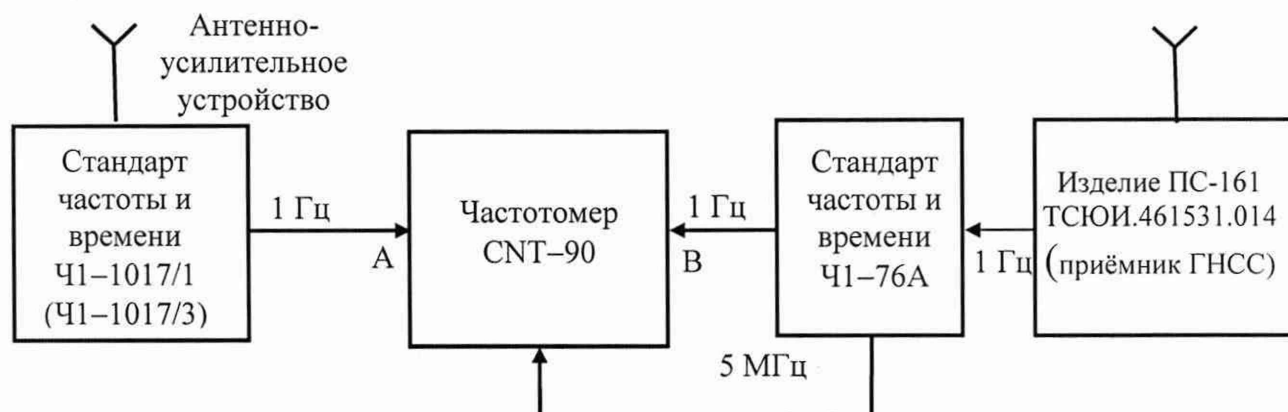 Антенно-
усилительное
устройство
Стандарт
частоты и
времени
Ч1–1017/1
(Ч1–1017/3)
1 Гц
А
Частотомер
CNT–90
1 Гц
В
Стандарт
частоты и
времени
Ч1–76А
1 Гц
Изделие ПС-161
ТСЮИ.461531.014
(приёмник ГНСС)
5 МГц